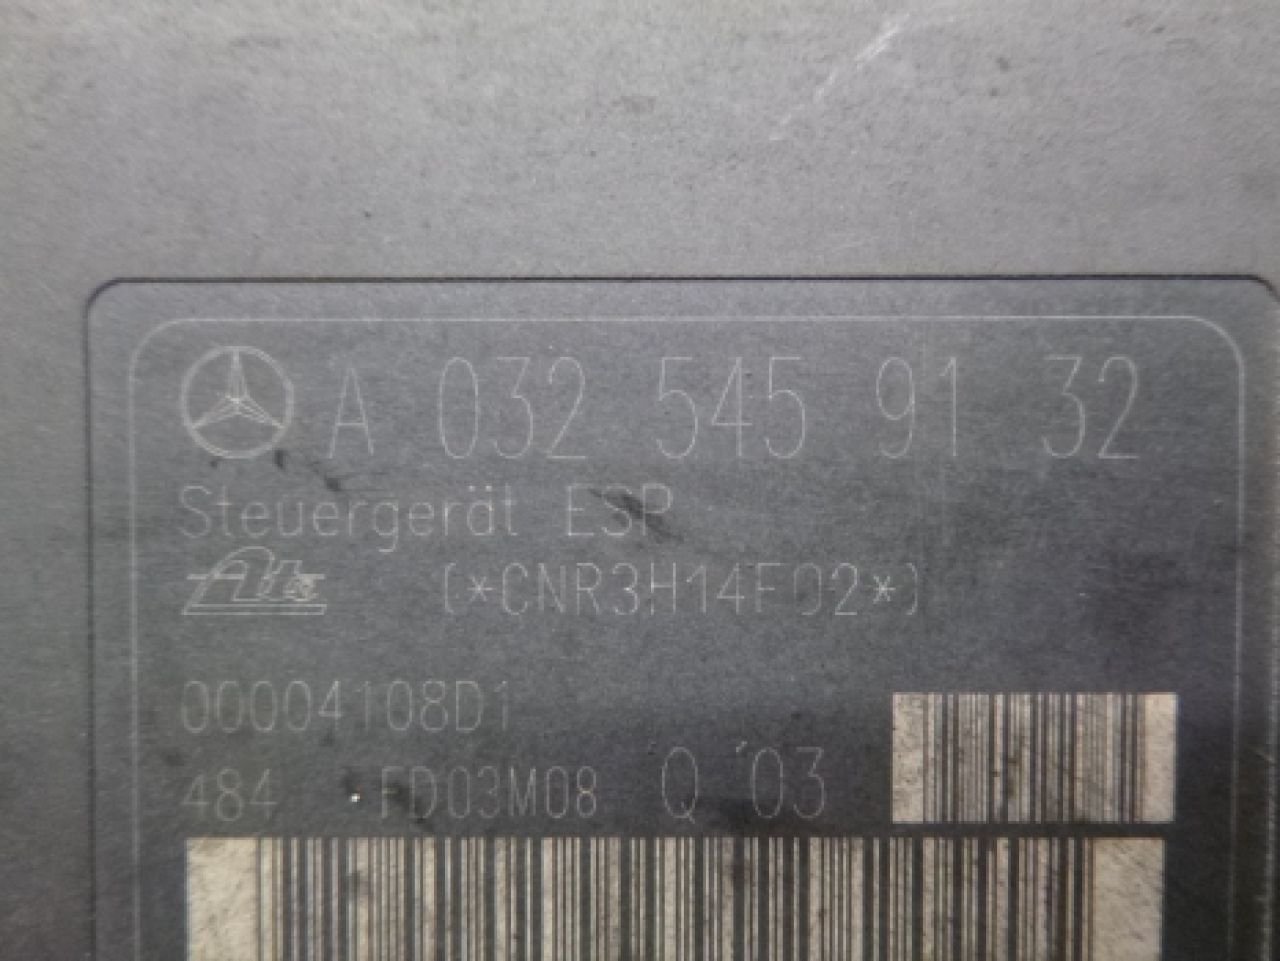 A 032 545 91 32
Steuergerät ESP
Ate (*CNR3H14F02*)
00004108D1
484 FD03M08 Q '03